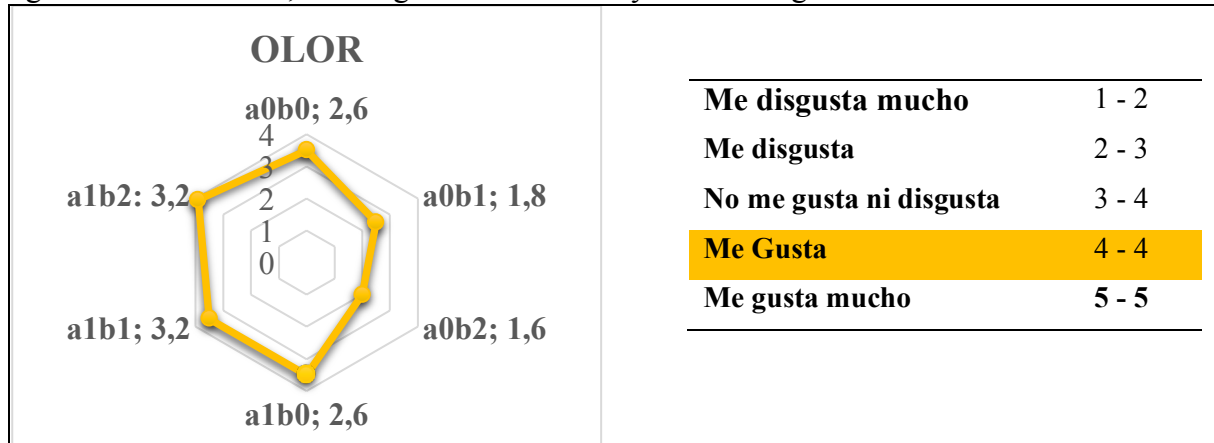 OLOR
a0b0; 2,6
4
3
2
1
0
a1b2: 3,2
a0b1; 1,8
a1b1; 3,2
a0b2; 1,6
a1b0; 2,6
Me disgusta mucho 1 - 2
Me disgusta 2 - 3
No me gusta ni disgusta 3 - 4
Me Gusta 4 - 4
Me gusta mucho 5 - 5